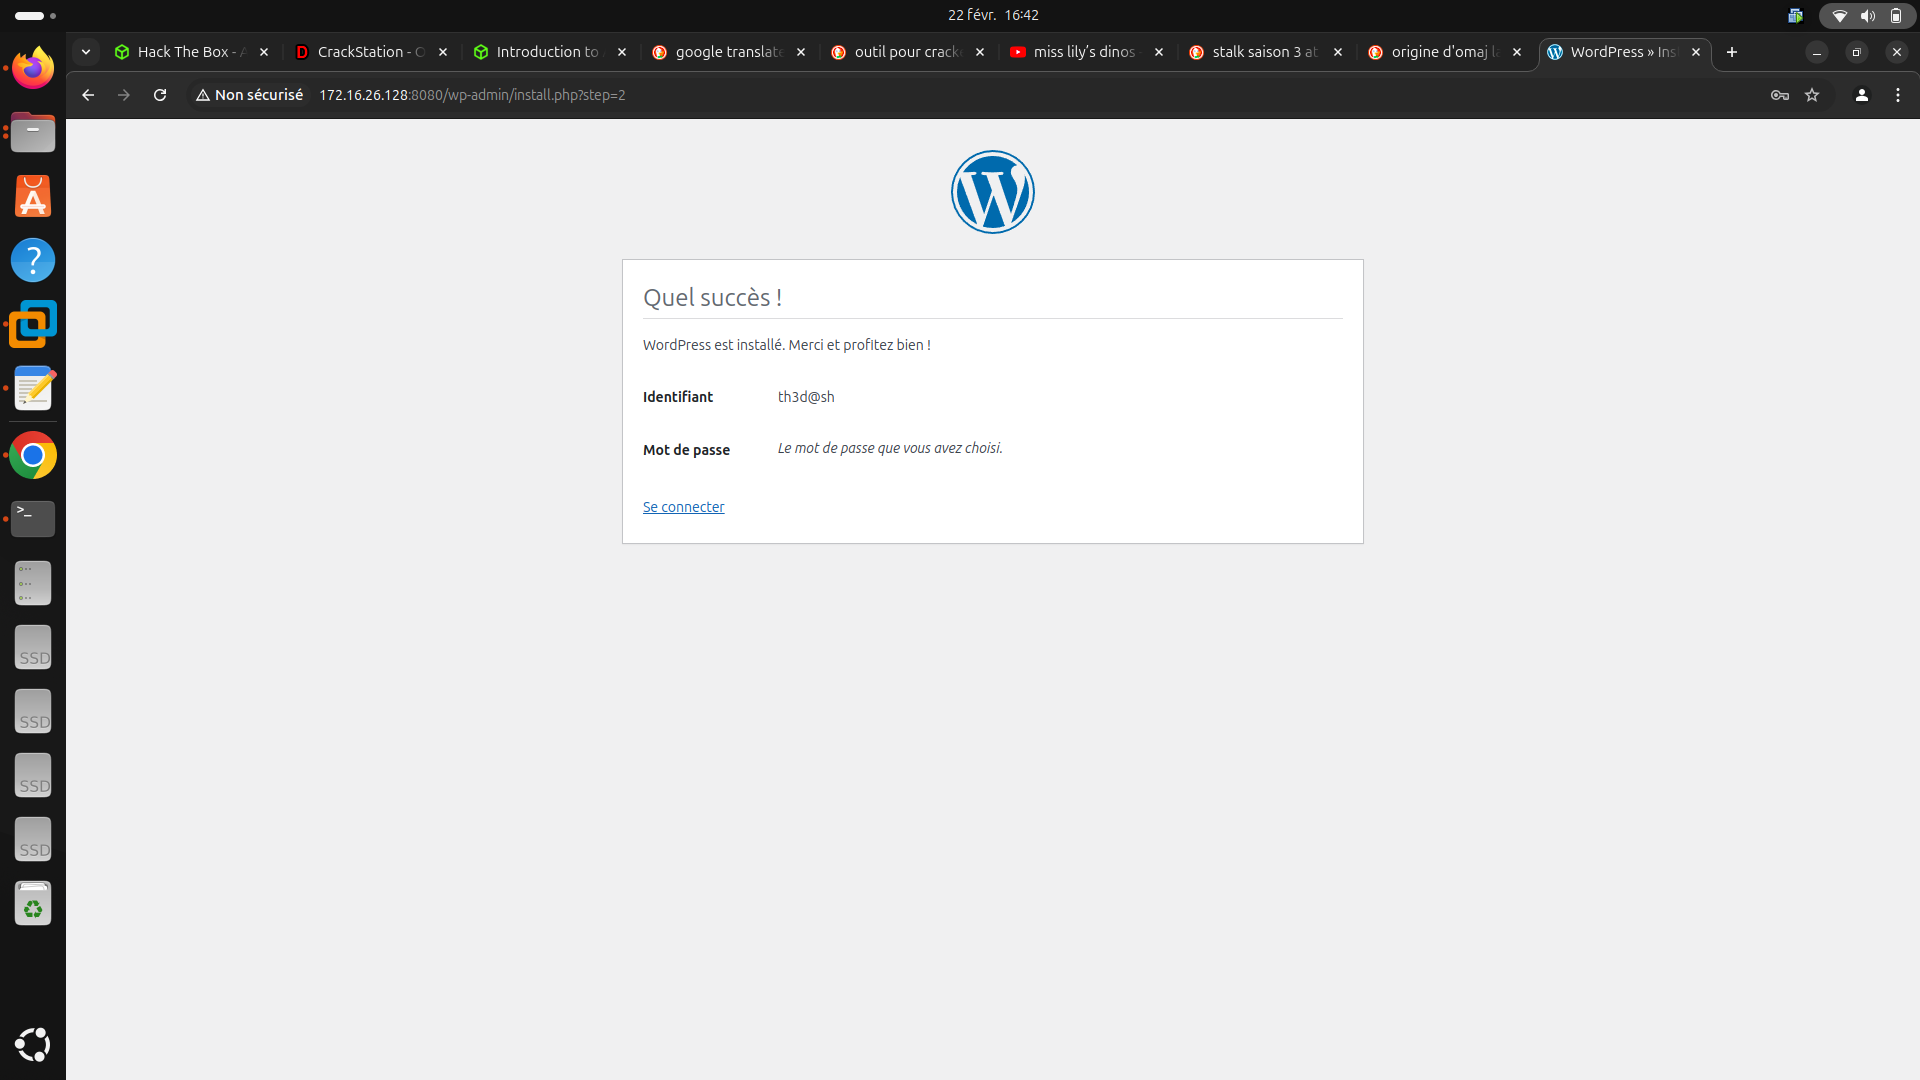 22 févr. 16:42
Hack The Box - A
CrackStation - O
Introduction to
google translate
outil pour crack
miss lily’s dinos
stalk saison 3 at
origine d'omaj la
WordPress » Ins
Non sécurisé 172.16.26.128:8080/wp-admin/install.php?step=2
Quel succès !
WordPress est installé. Merci et profitez bien !
Identifiant th3d@sh
Mot de passe Le mot de passe que vous avez choisi.
Se connecter
SSD
SSD
SSD
SSD